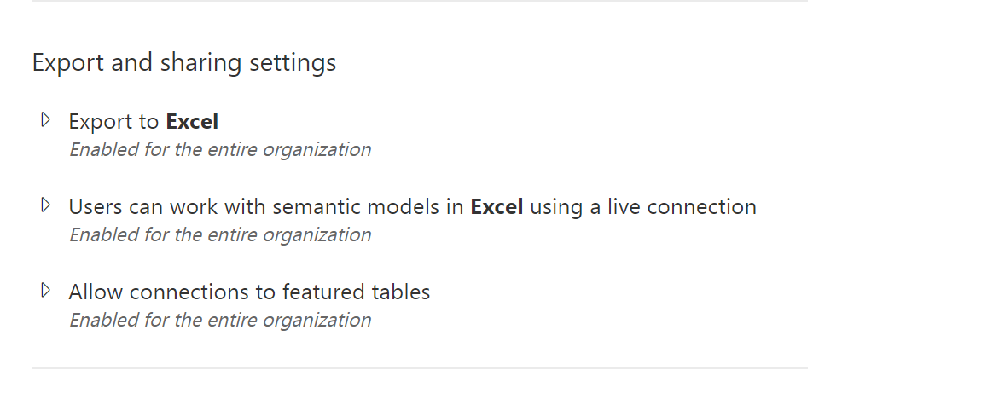 Export and sharing settings
Export to Excel
Enabled for the entire organization
Users can work with semantic models in Excel using a live connection
Enabled for the entire organization
Allow connections to featured tables
Enabled for the entire organization